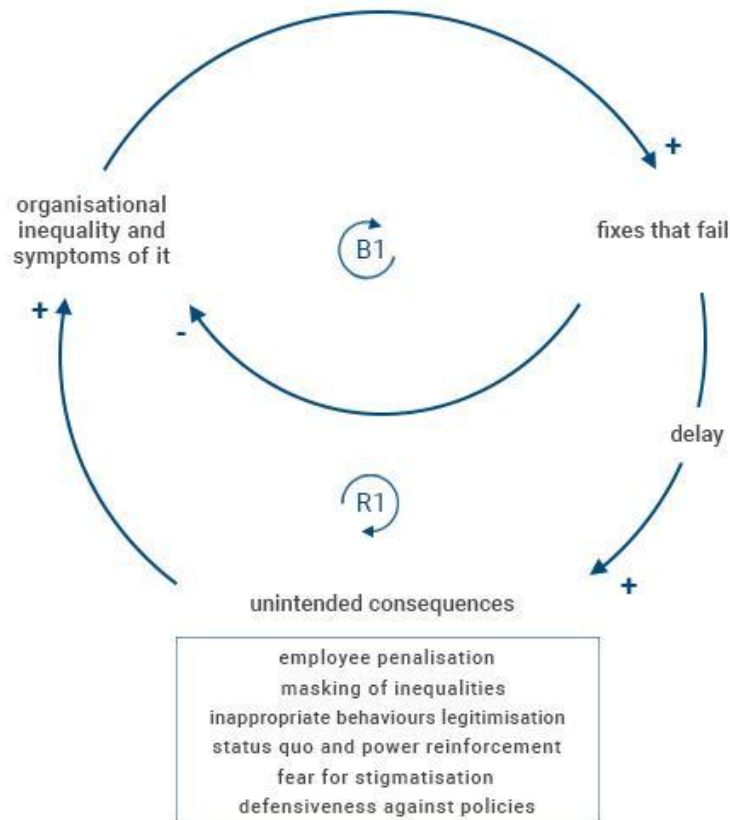 +
organisational
inequality and
symptoms of it
B1
fixes that fail
+
-
delay
R1
+
unintended consequences
employee penalisation
masking of inequalities
inappropriate behaviours legitimisation
status quo and power reinforcement
fear for stigmatisation
defensiveness against policies